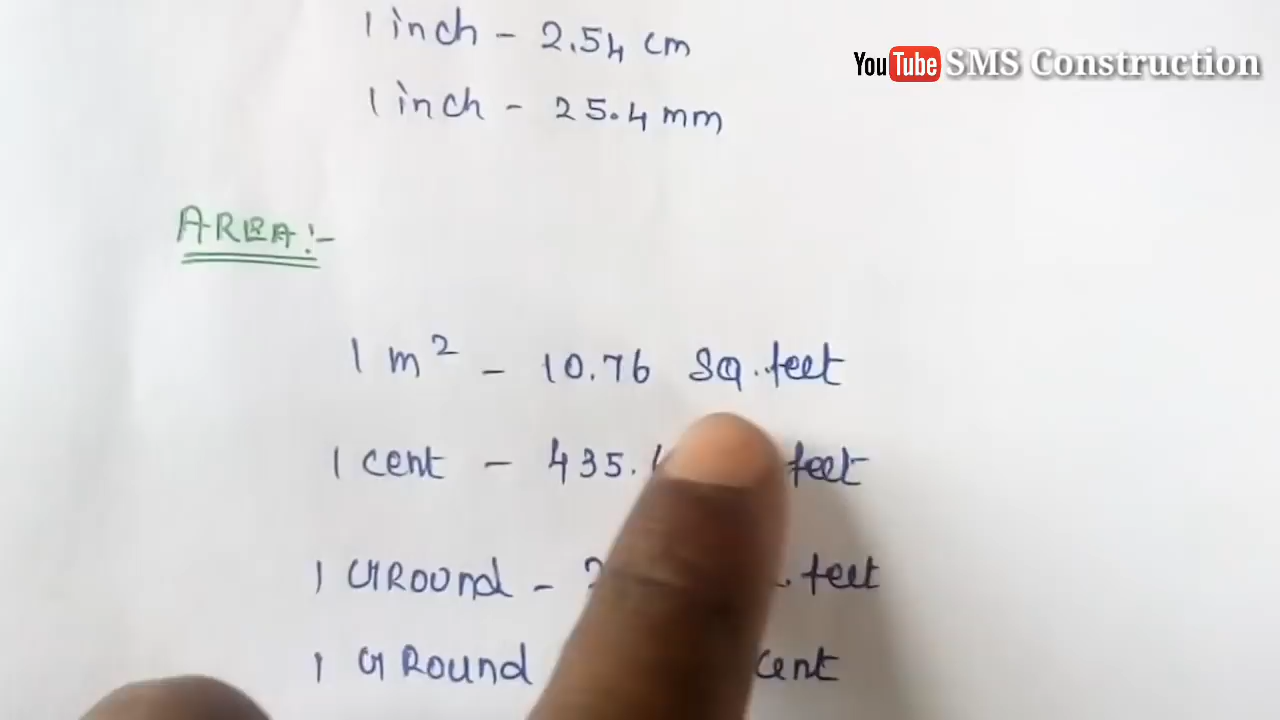 1 inch - 2.54 cm
YouTube SMS Construction
1 inch - 25.4 mm
AREA:-
1 m² - 10.76 SQ.feet
1 cent - 435. feet
1 GROUND - feet
1 GROUND cent